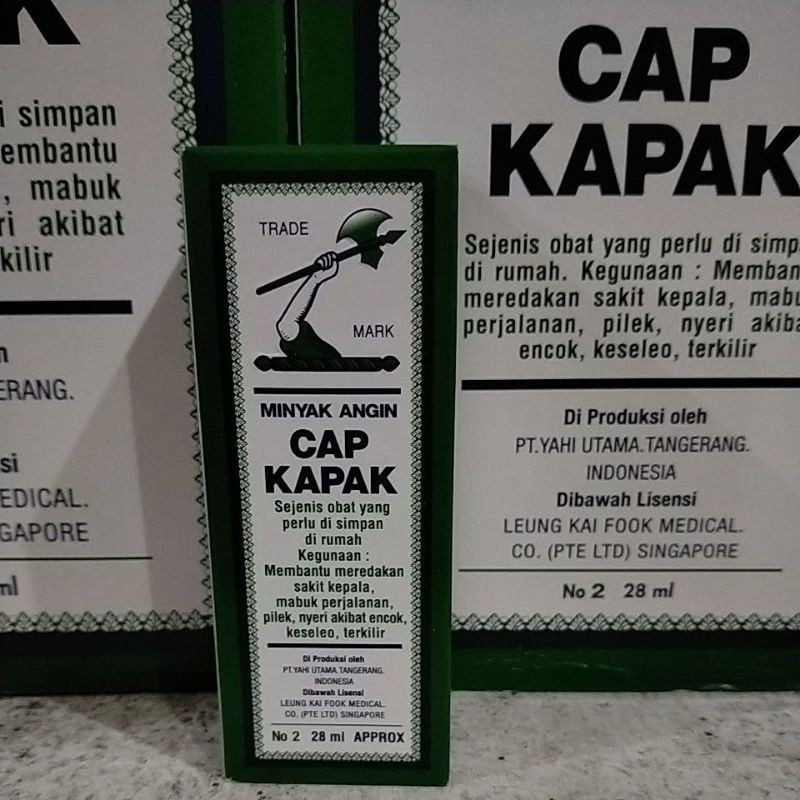 K
i simpan
embantu
, mabuk
ri akibat
kilir
n
ERANG.
si
EDICAL.
GAPORE
ml
TRADE
MARK
MINYAK ANGIN
CAP
KAPAK
Sejenis obat yang
perlu di simpan
di rumah
Kegunaan :
Membantu meredakan
sakit kepala,
mabuk perjalanan,
pilek, nyeri akibat encok,
keseleo, terkilir
Di Produksi oleh
PT.YAHI UTAMA.TANGERANG.
INDONESIA
Dibawah Lisensi
LEUNG KAI FOOK MEDICAL.
CO. (PTE LTD) SINGAPORE
No 2 28 ml APPROX
CAP
KAPAK
Sejenis obat yang perlu di simp
di rumah. Kegunaan : Memban
meredakan sakit kepala, mabu
perjalanan, pilek, nyeri akiba
encok, keseleo, terkilir
Di Produksi oleh
PT.YAHI UTAMA.TANGERANG.
INDONESIA
Dibawah Lisensi
LEUNG KAI FOOK MEDICAL.
CO. (PTE LTD) SINGAPORE
No 2 28 ml